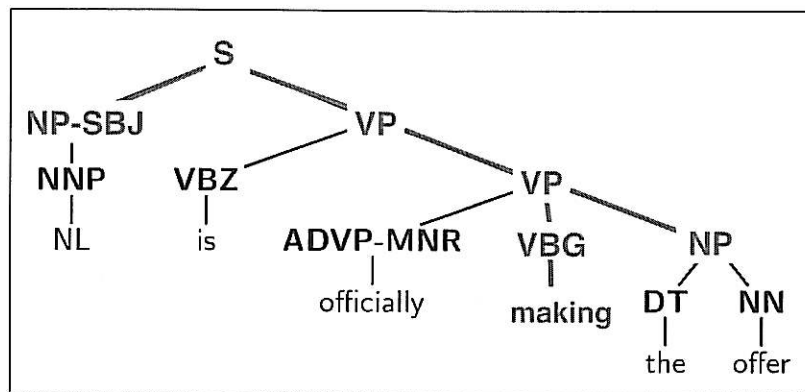 S
NP-SBJ VP
NNP VBZ VP
NL is ADVP-MNR VBG NP
officially making DT NN
the offer